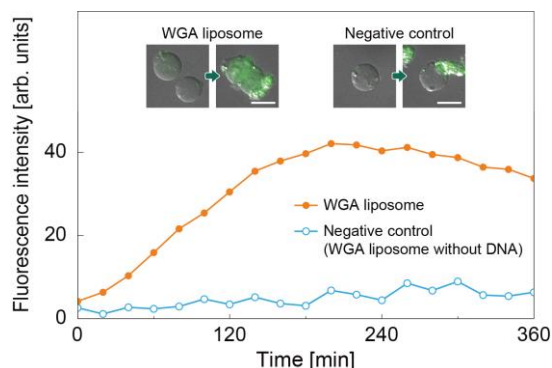 WGA liposome
Negative control
Fluorescence intensity [arb. units]
40
20
0
WGA liposome
Negative control
(WGA liposome without DNA)
0
120
240
360
Time [min]